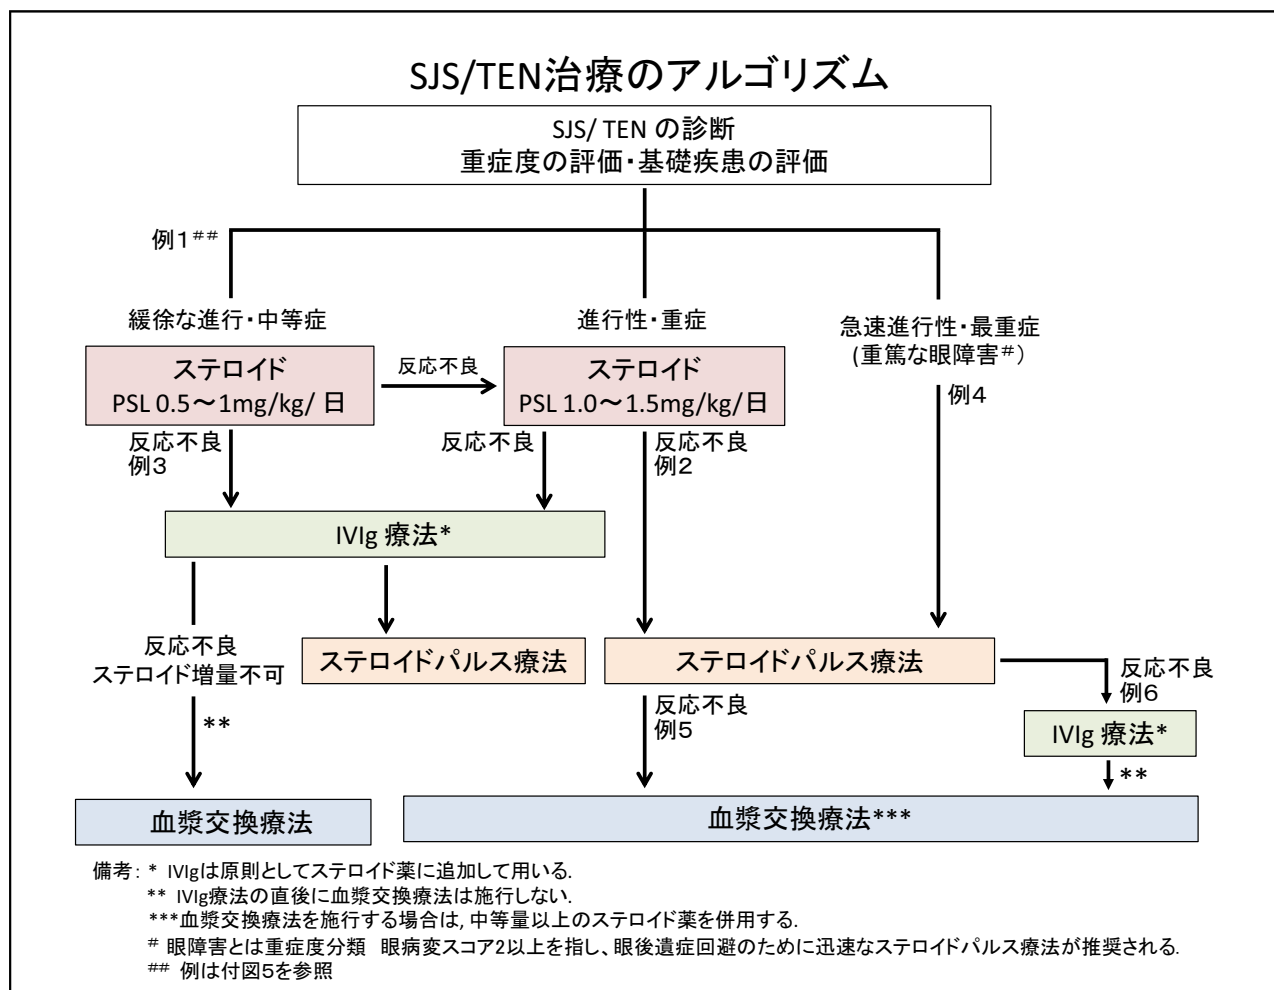 SJS/TEN治療のアルゴリズム
SJS/ TEN の診断
重症度の評価・基礎疾患の評価
例1##
緩徐な進行・中等症
進行性・重症
急速進行性・最重症
(重篤な眼障害#)
ステロイド
PSL 0.5〜1mg/kg/ 日
反応不良
ステロイド
PSL 1.0〜1.5mg/kg/日
例4
反応不良
例3
反応不良
反応不良
例2
IVIg 療法*
反応不良
ステロイド増量不可
**
ステロイドパルス療法
ステロイドパルス療法
反応不良
例5
反応不良
例6
IVIg 療法*
**
血漿交換療法
血漿交換療法***
備考: * IVIgは原則としてステロイド薬に追加して用いる.
** IVIg療法の直後に血漿交換療法は施行しない.
***血漿交換療法を施行する場合は, 中等量以上のステロイド薬を併用する.
# 眼障害とは重症度分類 眼病変スコア2以上を指し、眼後遺症回避のために迅速なステロイドパルス療法が推奨される.
## 例は付図5を参照